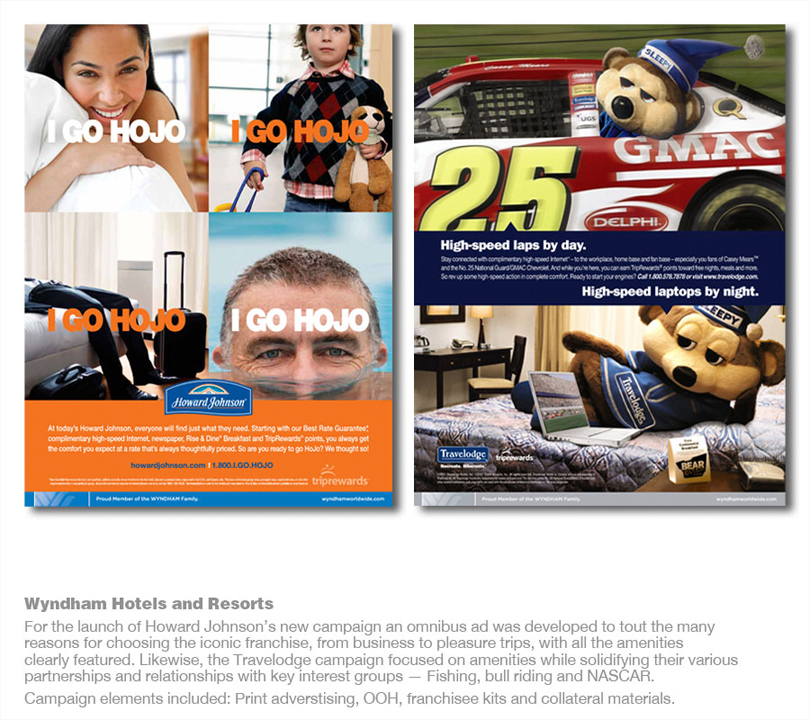 I GO HOJO
I GO HOJO
I GO HOJO
I GO HOJO
Howard Johnson
At today's Howard Johnson, everyone will find just what they need. Starting with our Best Rate Guarantee,
complimentary high-speed Internet, newspaper, Rise & Dine® Breakfast and TripRewards® points, you always get
the comfort you expect at a rate that's always thoughtfully priced. So are you ready to go HoJo? We thought so!
howardjohnson.com | 1.800.I.GO.HOJO
triprewards
Proud Member of the WYNDHAM Family.
wyndhamworldwide.com
SLEEPY
Casey Mears
UGS
Q
GMAC
25
DELPHI
High-speed laps by day.
Stay connected with complimentary high-speed Internet* – to the workplace, home base and fan base – especially you fans of Casey Mears™
and the No. 25 National Guard/GMAC Chevrolet. And while you're here, you can earn TripRewards® points toward free nights, meals and more.
So rev up some high-speed action in complete comfort. Ready to start your engines? Call 1.800.578.7878 or visit www.travelodge.com.
High-speed laptops by night.
SLEEPY
Travelodge
Travelodge
triprewards
BEAR
Proud Member of the WYNDHAM Family.
wyndhamworldwide.com
Wyndham Hotels and Resorts
For the launch of Howard Johnson's new campaign an omnibus ad was developed to tout the many
reasons for choosing the iconic franchise, from business to pleasure trips, with all the amenities
clearly featured. Likewise, the Travelodge campaign focused on amenities while solidifying their various
partnerships and relationships with key interest groups — Fishing, bull riding and NASCAR.
Campaign elements included: Print adverstising, OOH, franchisee kits and collateral materials.